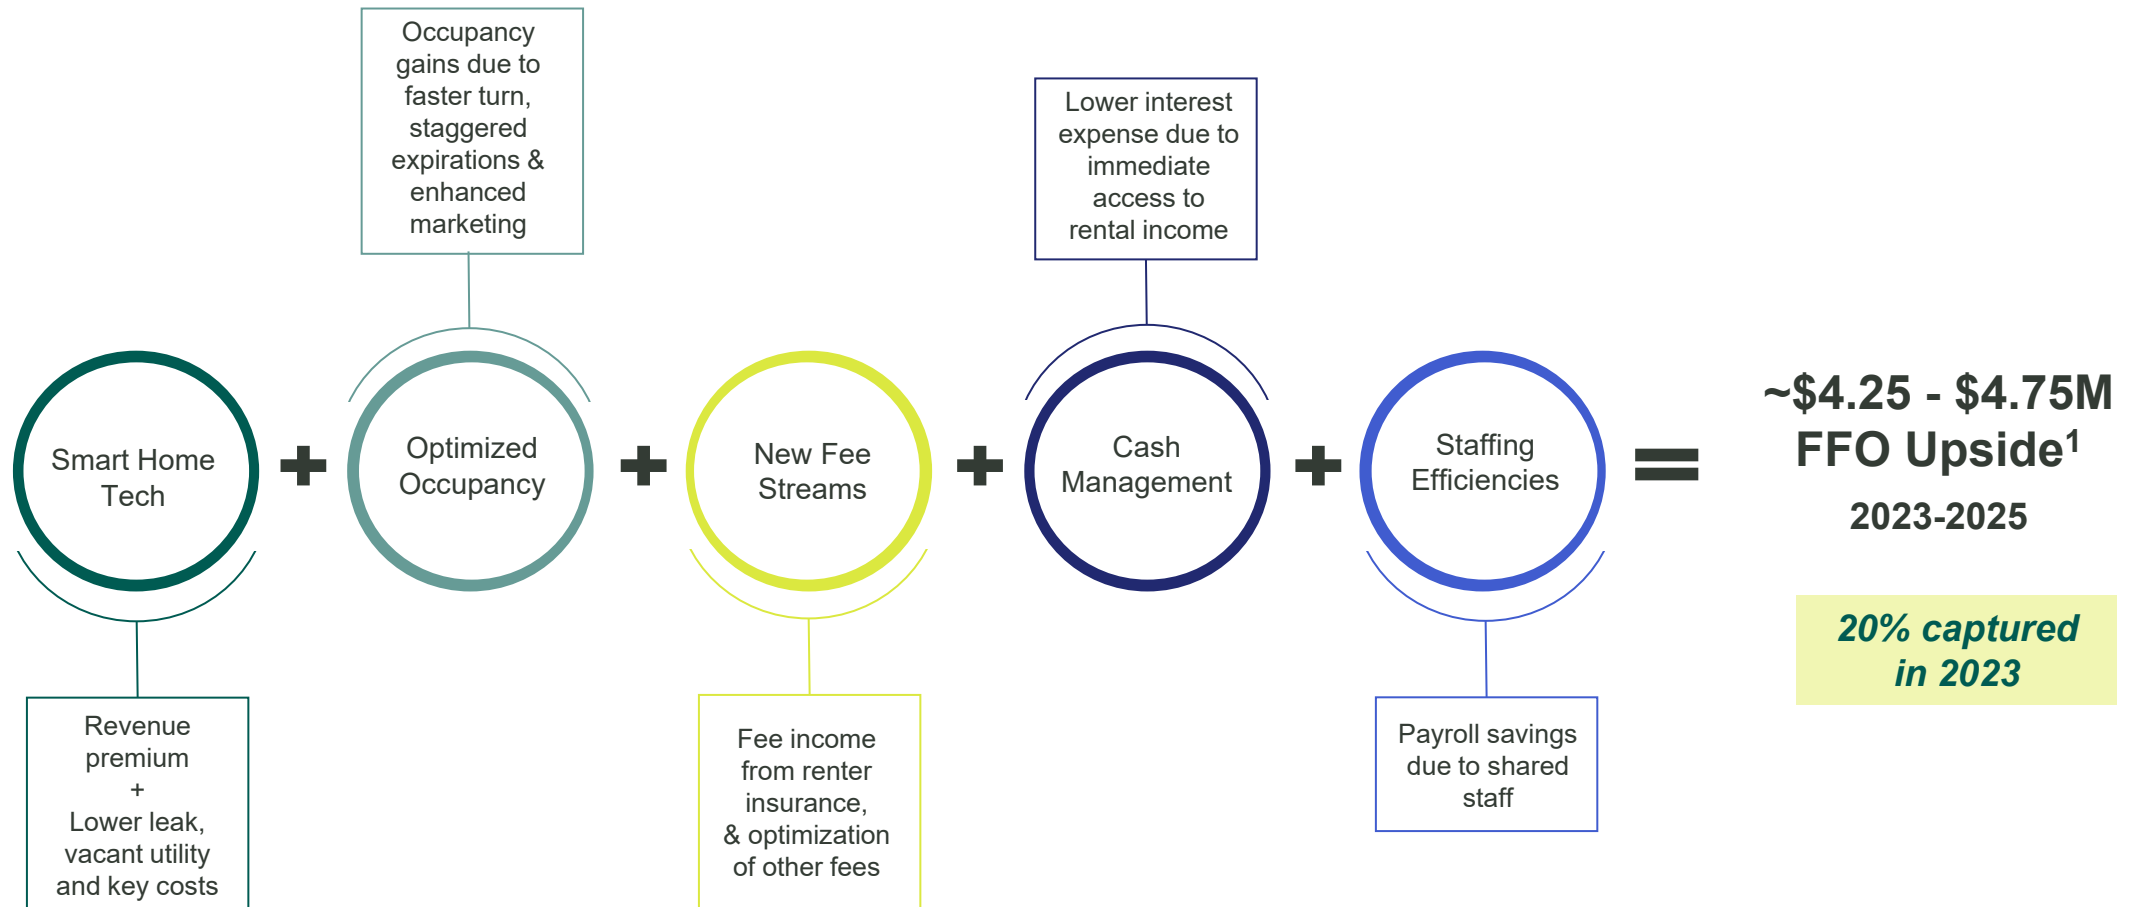 Occupancy
gains due to
faster turn,
staggered
expirations &
enhanced
marketing
Lower interest
expense due to
immediate
access to
rental income
Smart Home
Tech
+
Optimized
Occupancy
+
New Fee
Streams
+
Cash
Management
+
Staffing
Efficiencies
=
~$4.25 - $4.75M
FFO Upside¹
2023-2025
20% captured
in 2023
Revenue
premium
+
Lower leak,
vacant utility
and key costs
Fee income
from renter
insurance,
& optimization
of other fees
Payroll savings
due to shared
staff